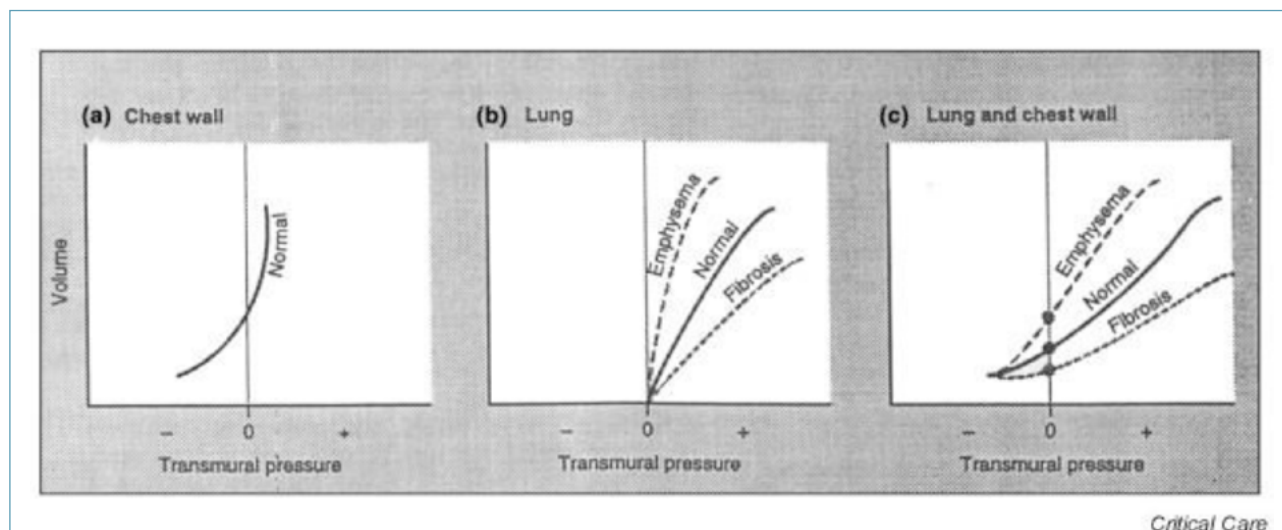 (a) Chest wall
(b) Lung
(c) Lung and chest wall
Volume
Normal
Emphysema
Normal
Fibrosis
Emphysema
Normal
Fibrosis
− 0 +
− 0 +
− 0 +
Transmural pressure
Transmural pressure
Transmural pressure
Critical Care